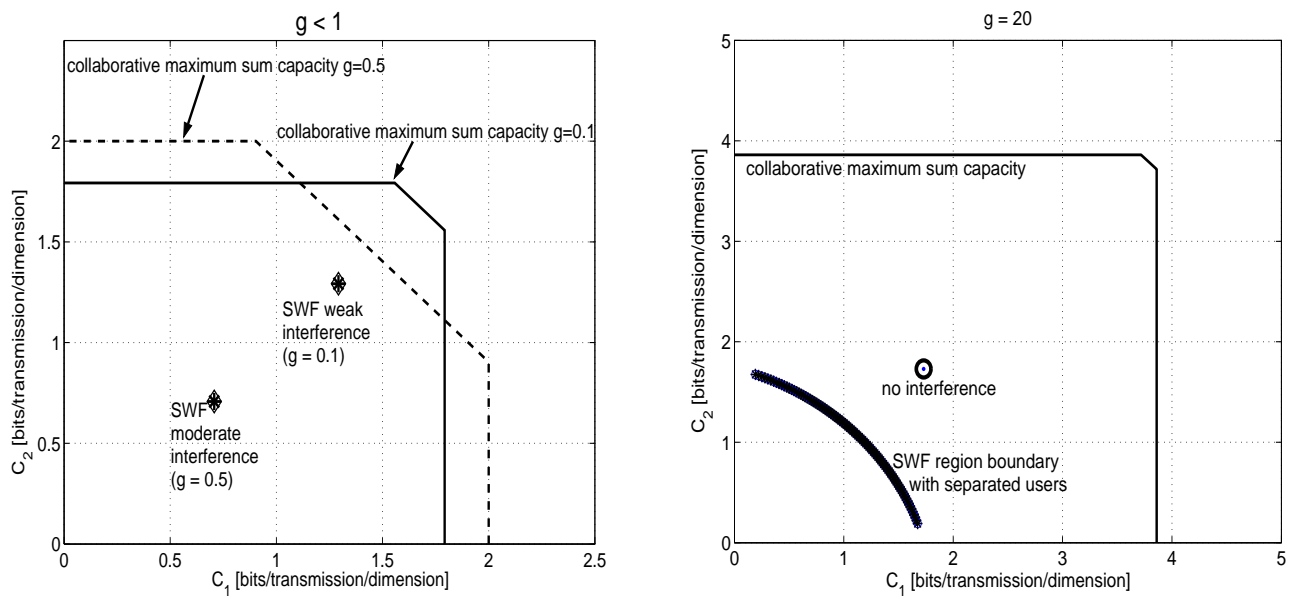 g < 1
collaborative maximum sum capacity g=0.5
collaborative maximum sum capacity g=0.1
SWF weak
interference
(g = 0.1)
SWF
moderate
interference
(g = 0.5)
2
1.5
1
0.5
0
0
0.5
1
1.5
2
2.5
C2 [bits/transmission/dimension]
C1 [bits/transmission/dimension]
g = 20
collaborative maximum sum capacity
no interference
SWF region boundary
with separated users
5
4
3
2
1
0
0
1
2
3
4
5
C2 [bits/transmission/dimension]
C1 [bits/transmission/dimension]